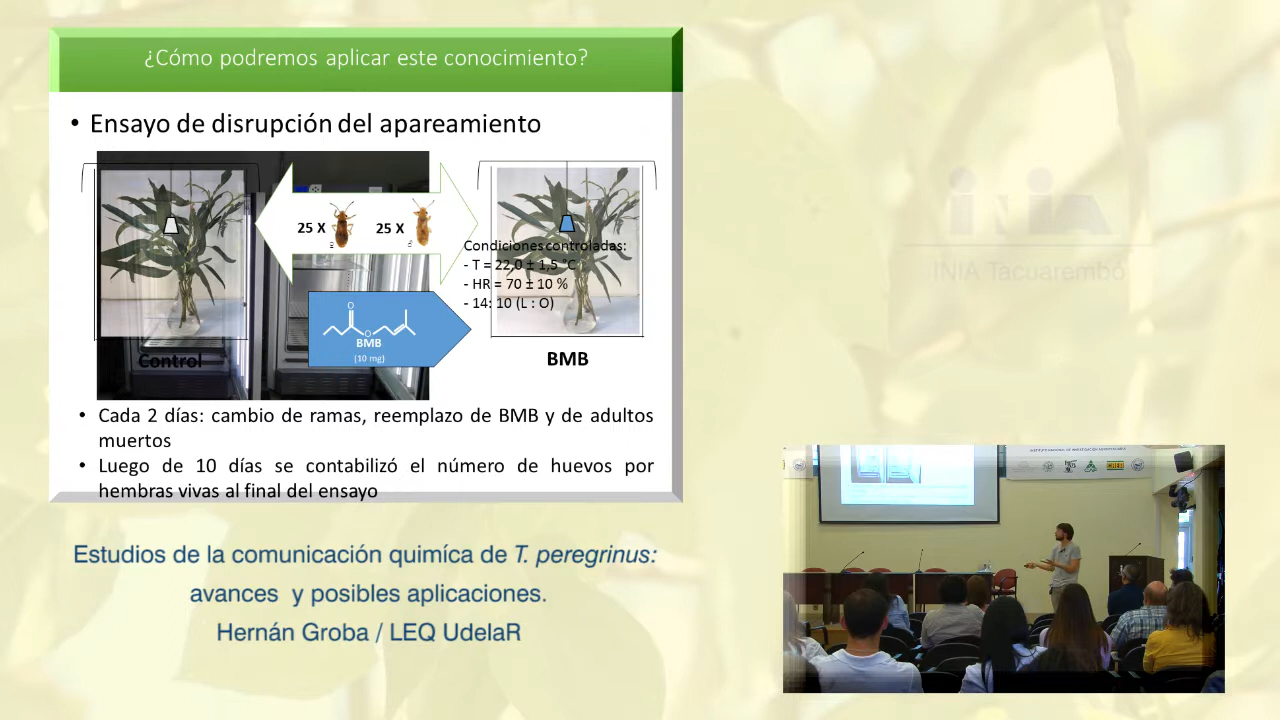 ¿Cómo podremos aplicar este conocimiento?
• Ensayo de disrupción del apareamiento
25 X
25 X
Condiciones controladas:
- T = 22,0 ± 1,5 °C
- HR = 70 ± 10 %
- 14: 10 (L : O)
O
O
BMB
(10 mg)
Control
BMB
• Cada 2 días: cambio de ramas, reemplazo de BMB y de adultos
muertos
• Luego de 10 días se contabilizó el número de huevos por
hembras vivas al final del ensayo
Estudios de la comunicación quimíca de T. peregrinus:
avances y posibles aplicaciones.
Hernán Groba / LEQ UdelaR
INIA
INIA Tacuarembó